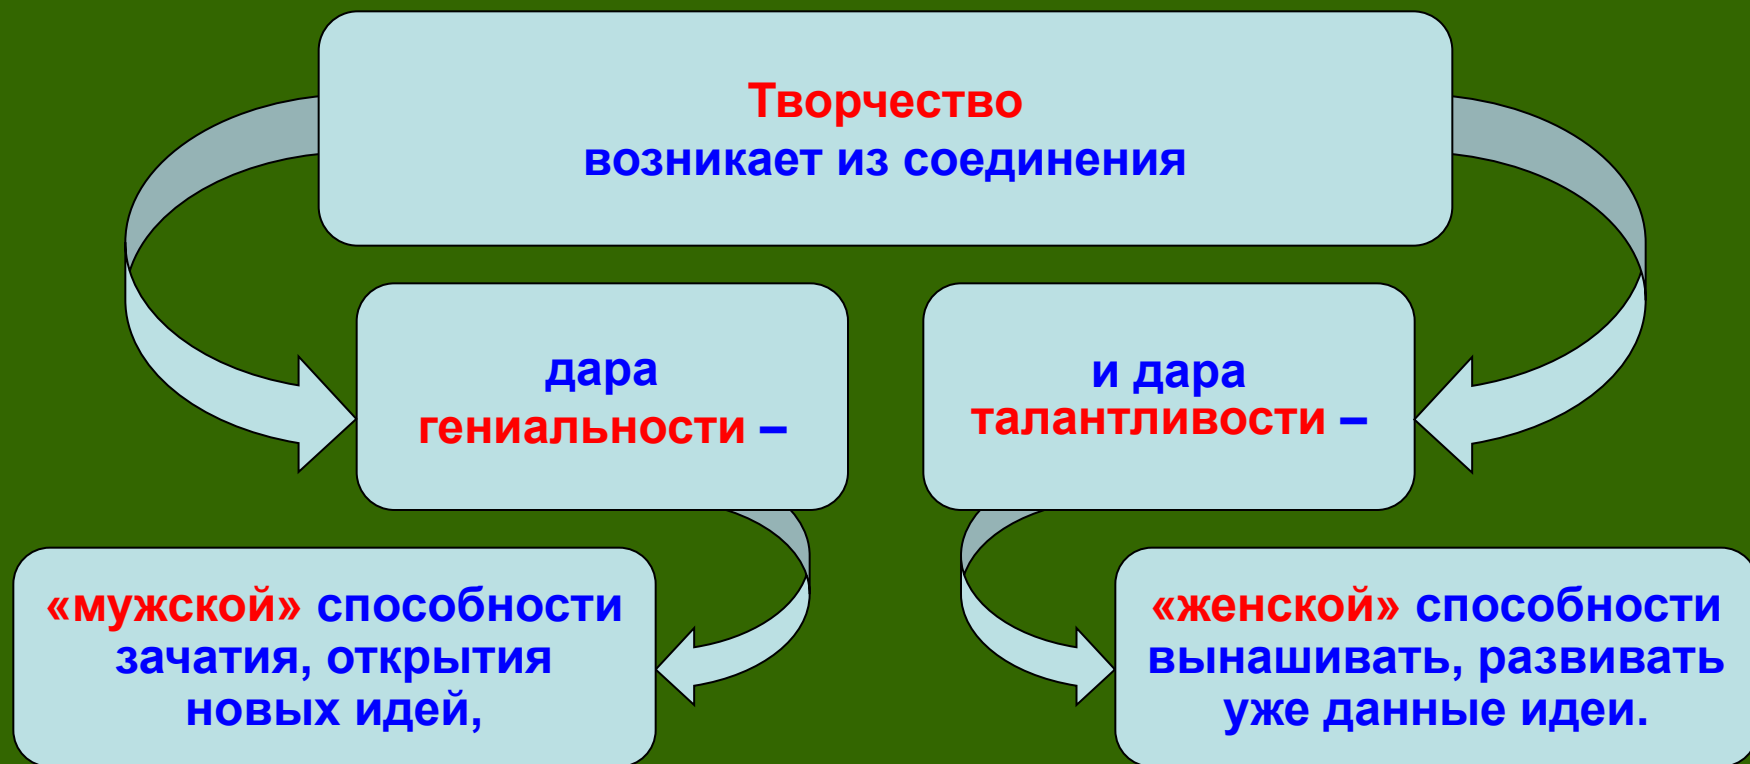 Творчество
возникает из соединения
дара
гениальности –
и дара
талантливости –
«мужской» способности
зачатия, открытия
новых идей,
«женской» способности
вынашивать, развивать
уже данные идеи.